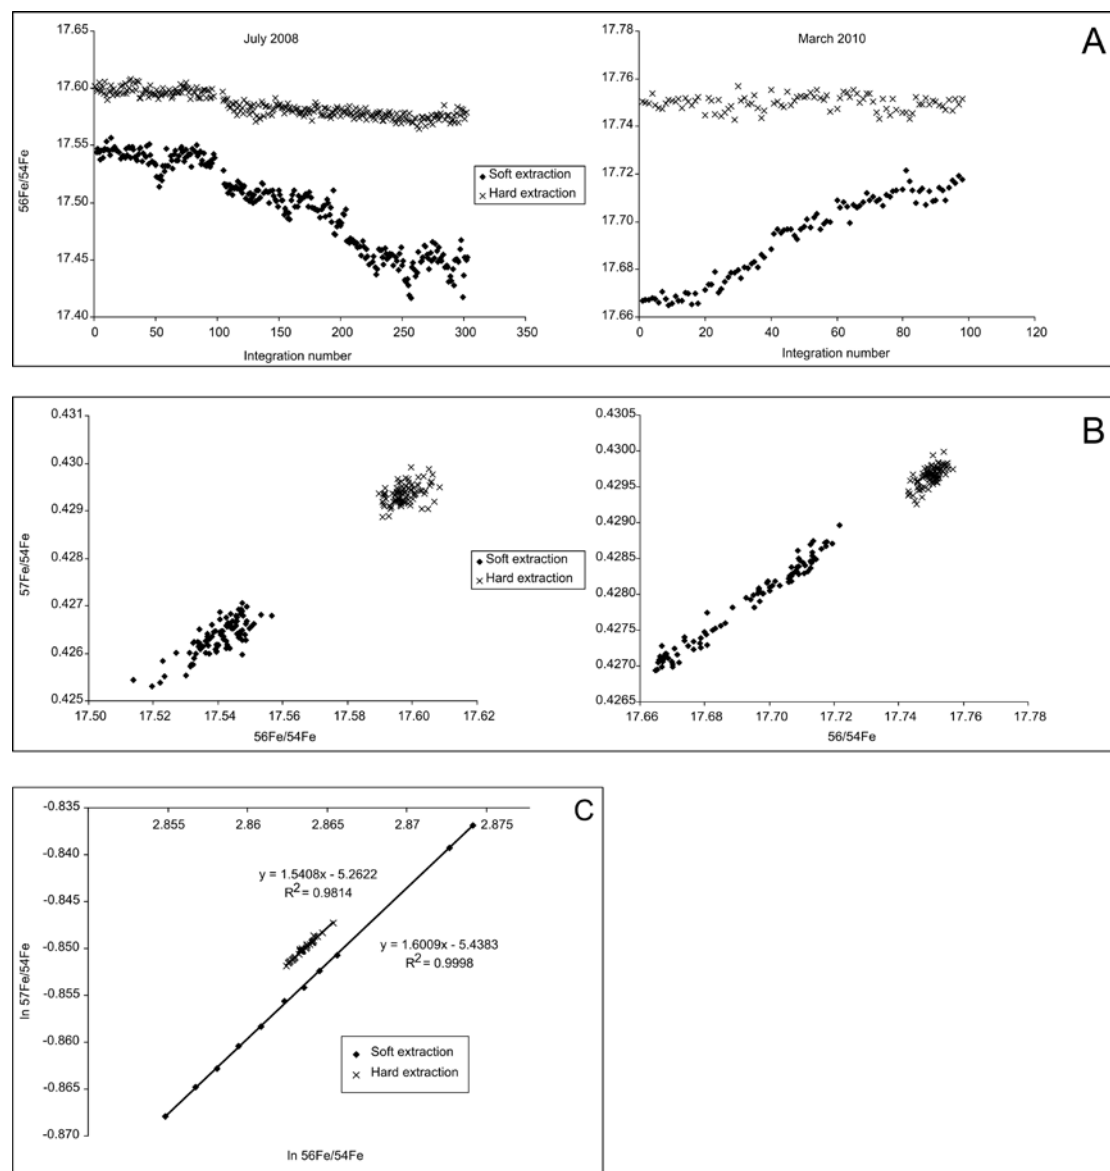 A
July 2008
56Fe/54Fe
17.65
17.60
17.55
17.50
17.45
17.40
0 50 100 150 200 250 300 350
Integration number
Soft extraction
Hard extraction
March 2010
17.78
17.76
17.74
17.72
17.70
17.68
17.66
0 20 40 60 80 100 120
Integration number
B
57Fe/54Fe
0.431
0.430
0.429
0.428
0.427
0.426
0.425
17.50 17.52 17.54 17.56 17.58 17.60 17.62
56Fe/54Fe
Soft extraction
Hard extraction
0.4305
0.4300
0.4295
0.4290
0.4285
0.4280
0.4275
0.4270
0.4265
17.66 17.68 17.70 17.72 17.74 17.76 17.78
56/54Fe
C
ln 57Fe/54Fe
-0.835
-0.840
-0.845
-0.850
-0.855
-0.860
-0.865
-0.870
2.855 2.86 2.865 2.87 2.875
y = 1.5408x - 5.2622
R2 = 0.9814
y = 1.6009x - 5.4383
R2 = 0.9998
Soft extraction
Hard extraction
ln 56Fe/54Fe